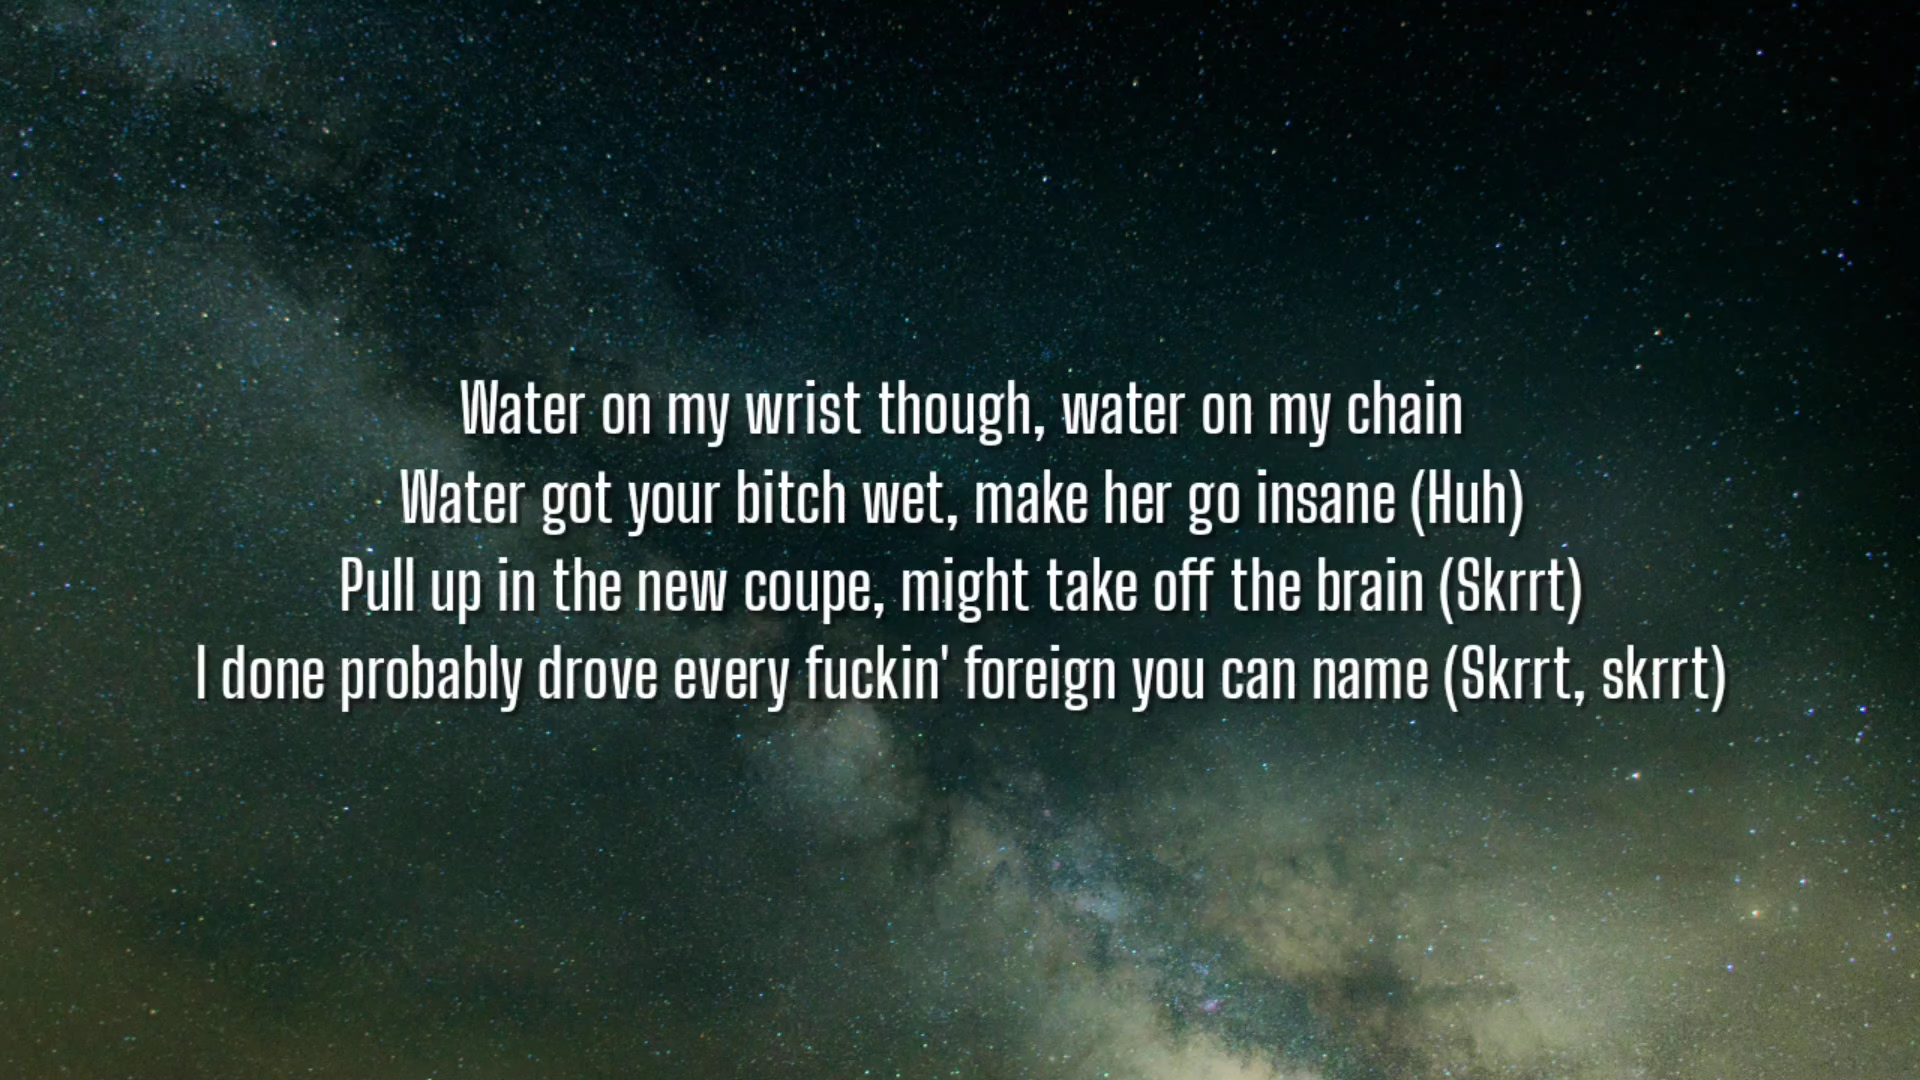 Water on my wrist though, water on my chain
Water got your bitch wet, make her go insane (Huh)
Pull up in the new coupe, might take off the brain (Skrrt)
I done probably drove every fuckin' foreign you can name (Skrrt, skrrt)